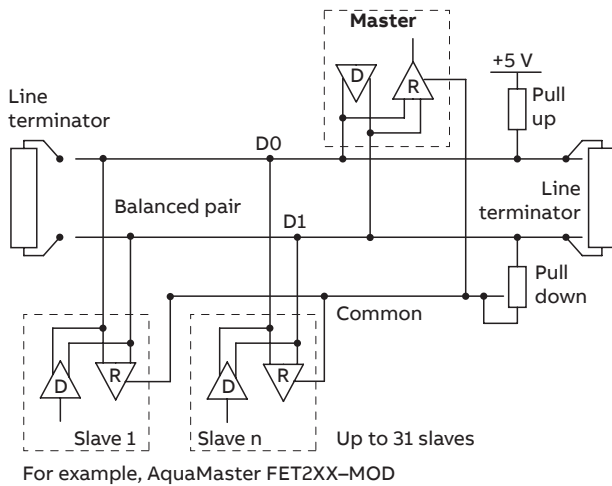 Master
+5 V
D
R
Pull
up
Line
terminator
D0
Balanced pair
D1
Line
terminator
Pull
down
Common
D
R
D
R
Slave 1
Slave n
Up to 31 slaves
For example, AquaMaster FET2XX–MOD